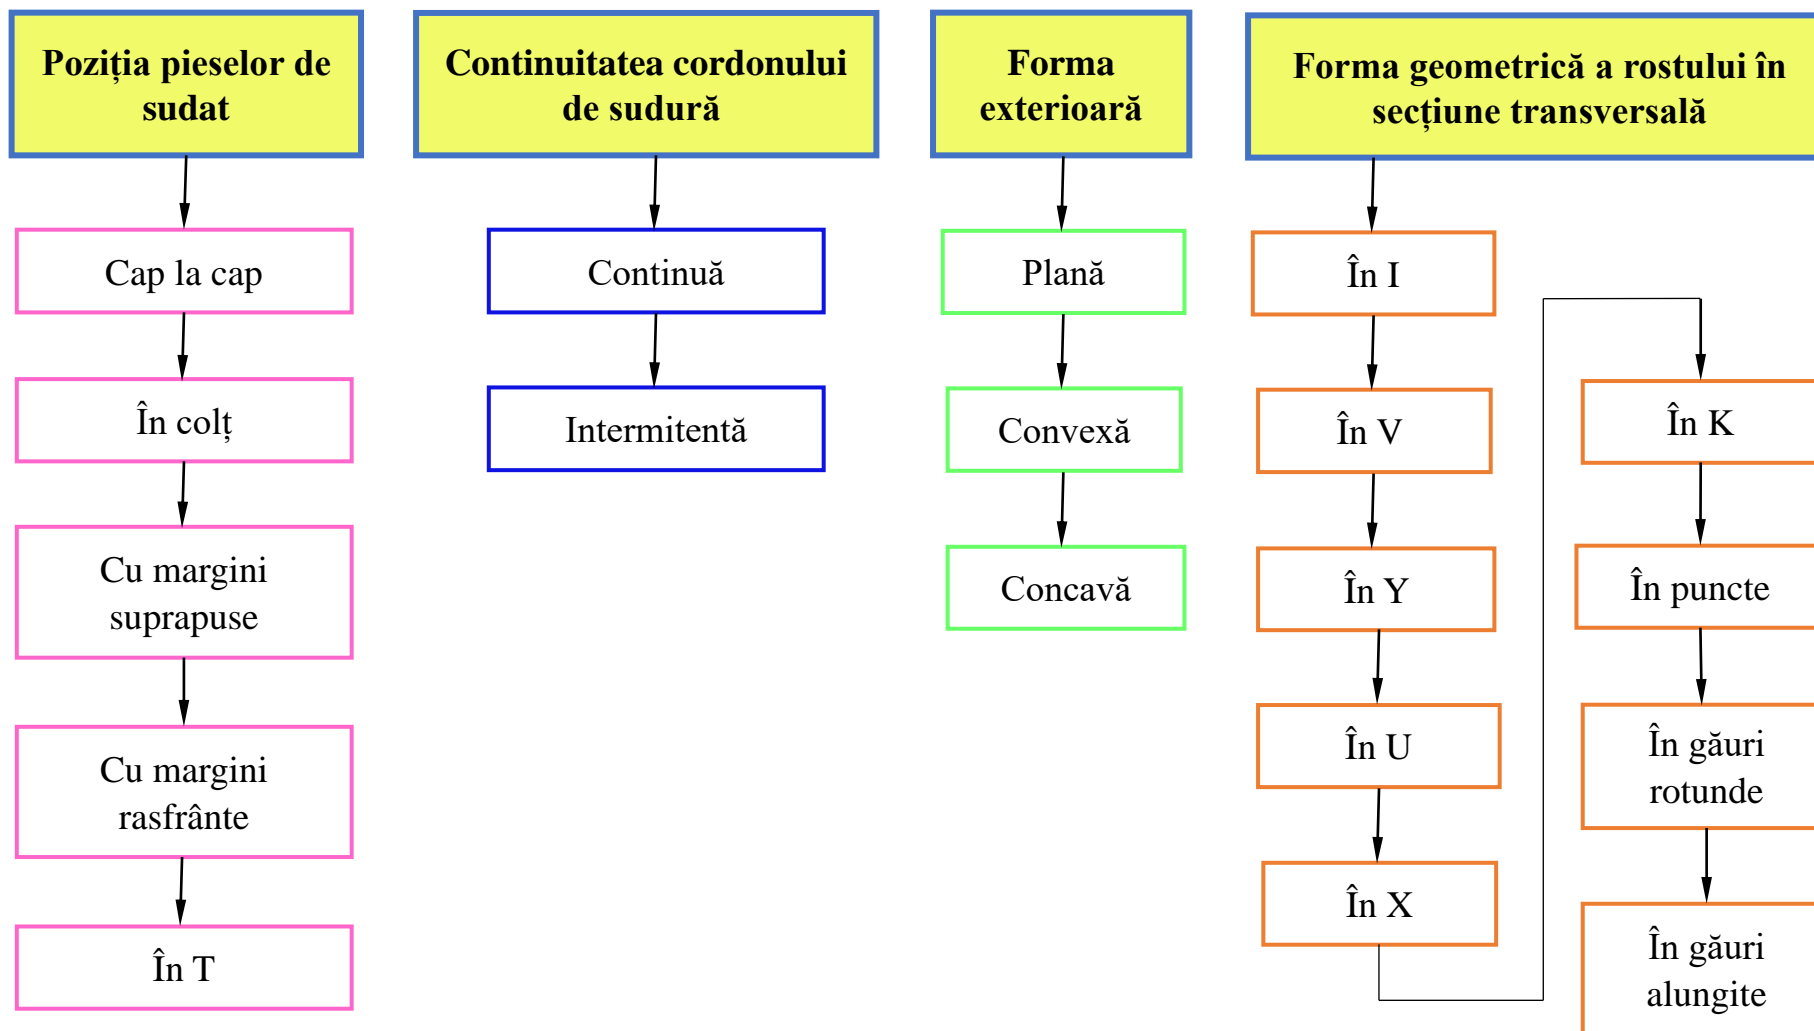 Poziția pieselor de
sudat
Cap la cap
În colț
Cu margini
suprapuse
Cu margini
rasfrânte
În T
Continuitatea cordonului
de sudură
Continuă
Intermitentă
Forma
exterioară
Plană
Convexă
Concavă
Forma geometrică a rostului în
secțiune transversală
În I
În V
În Y
În U
În X
În K
În puncte
În găuri
rotunde
În găuri
alungite